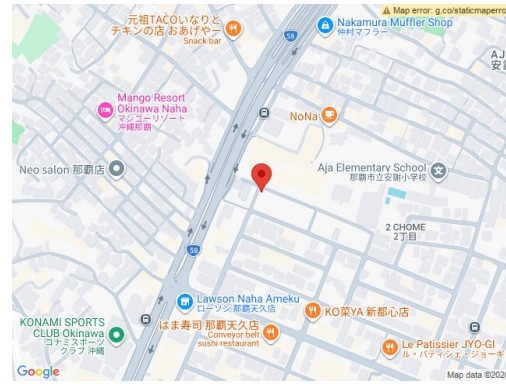 Map error: g.co/staticmaperro
元祖TACOいなりと
チキンの店 おあげやー
Snack bar
58
Nakamura Muffler Shop
仲村マフラー
AJ
安謝
Mango Resort
Okinawa Naha
マンゴーリゾート
沖縄那覇
NoNa
Neo salon 那覇店
Aja Elementary School
那覇市立安謝小学校
2 CHOME
2丁目
58
Lawson Naha Ameku
ローソン 那覇天久店
KO菜YA 新都心店
KONAMI SPORTS
CLUB Okinawa
コナミスポーツ
クラブ 沖縄
はま寿司 那覇天久店
Conveyor belt
sushi restaurant
Le Patissier JYO-GI
ル・パティシェ・ジョーギ
Google
Map data ©2026